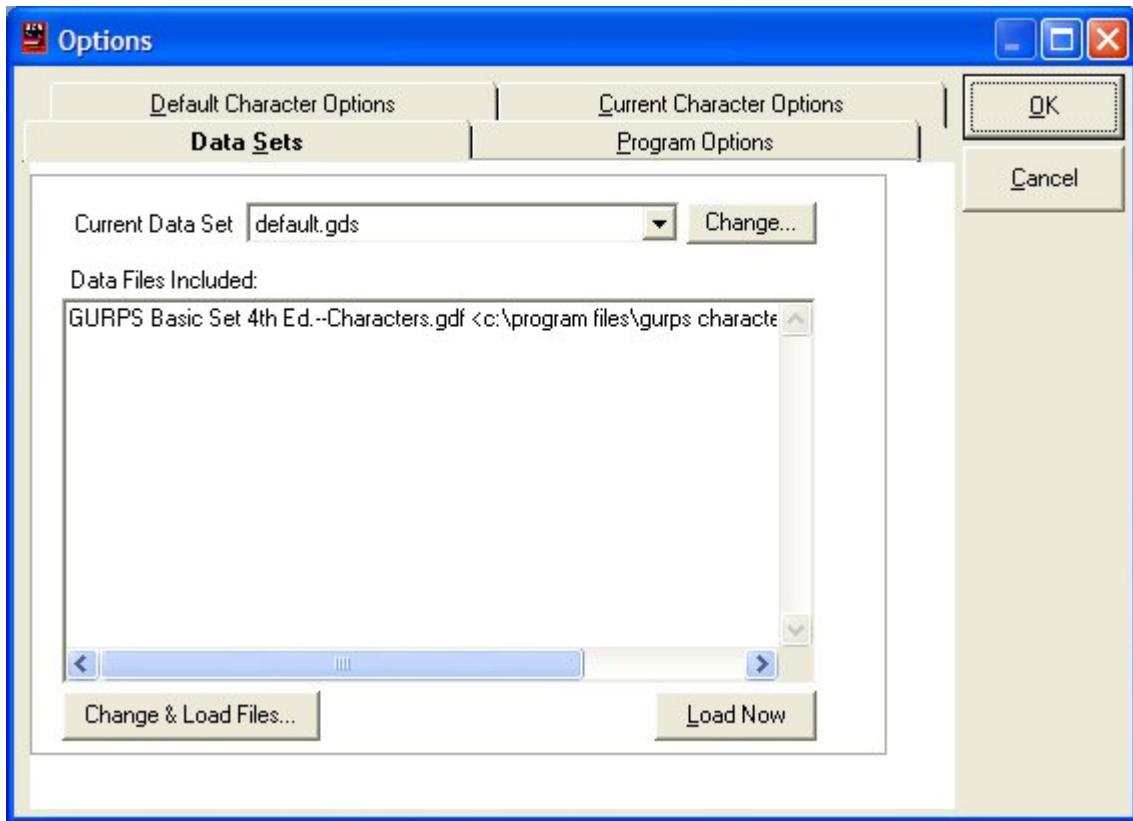 Options
Default Character Options
Current Character Options
Data Sets
Program Options
OK
Cancel
Current Data Set
default.gds
Change...
Data Files Included:
GURPS Basic Set 4th Ed.--Characters.gdf <c:\program files\gurps characte
Change & Load Files...
Load Now